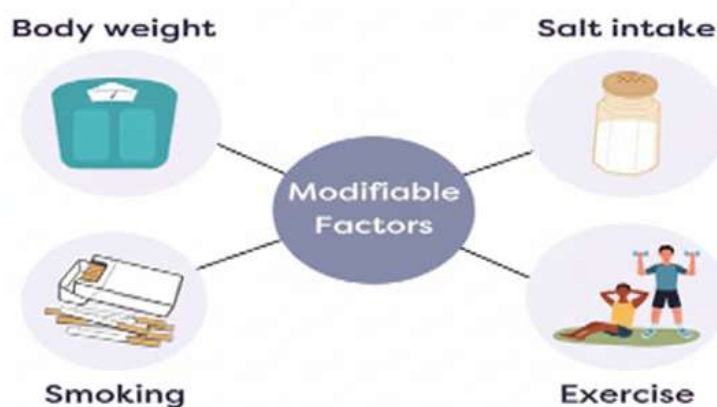 Body weight
Salt intake
Modifiable
Factors
Smoking
Exercise